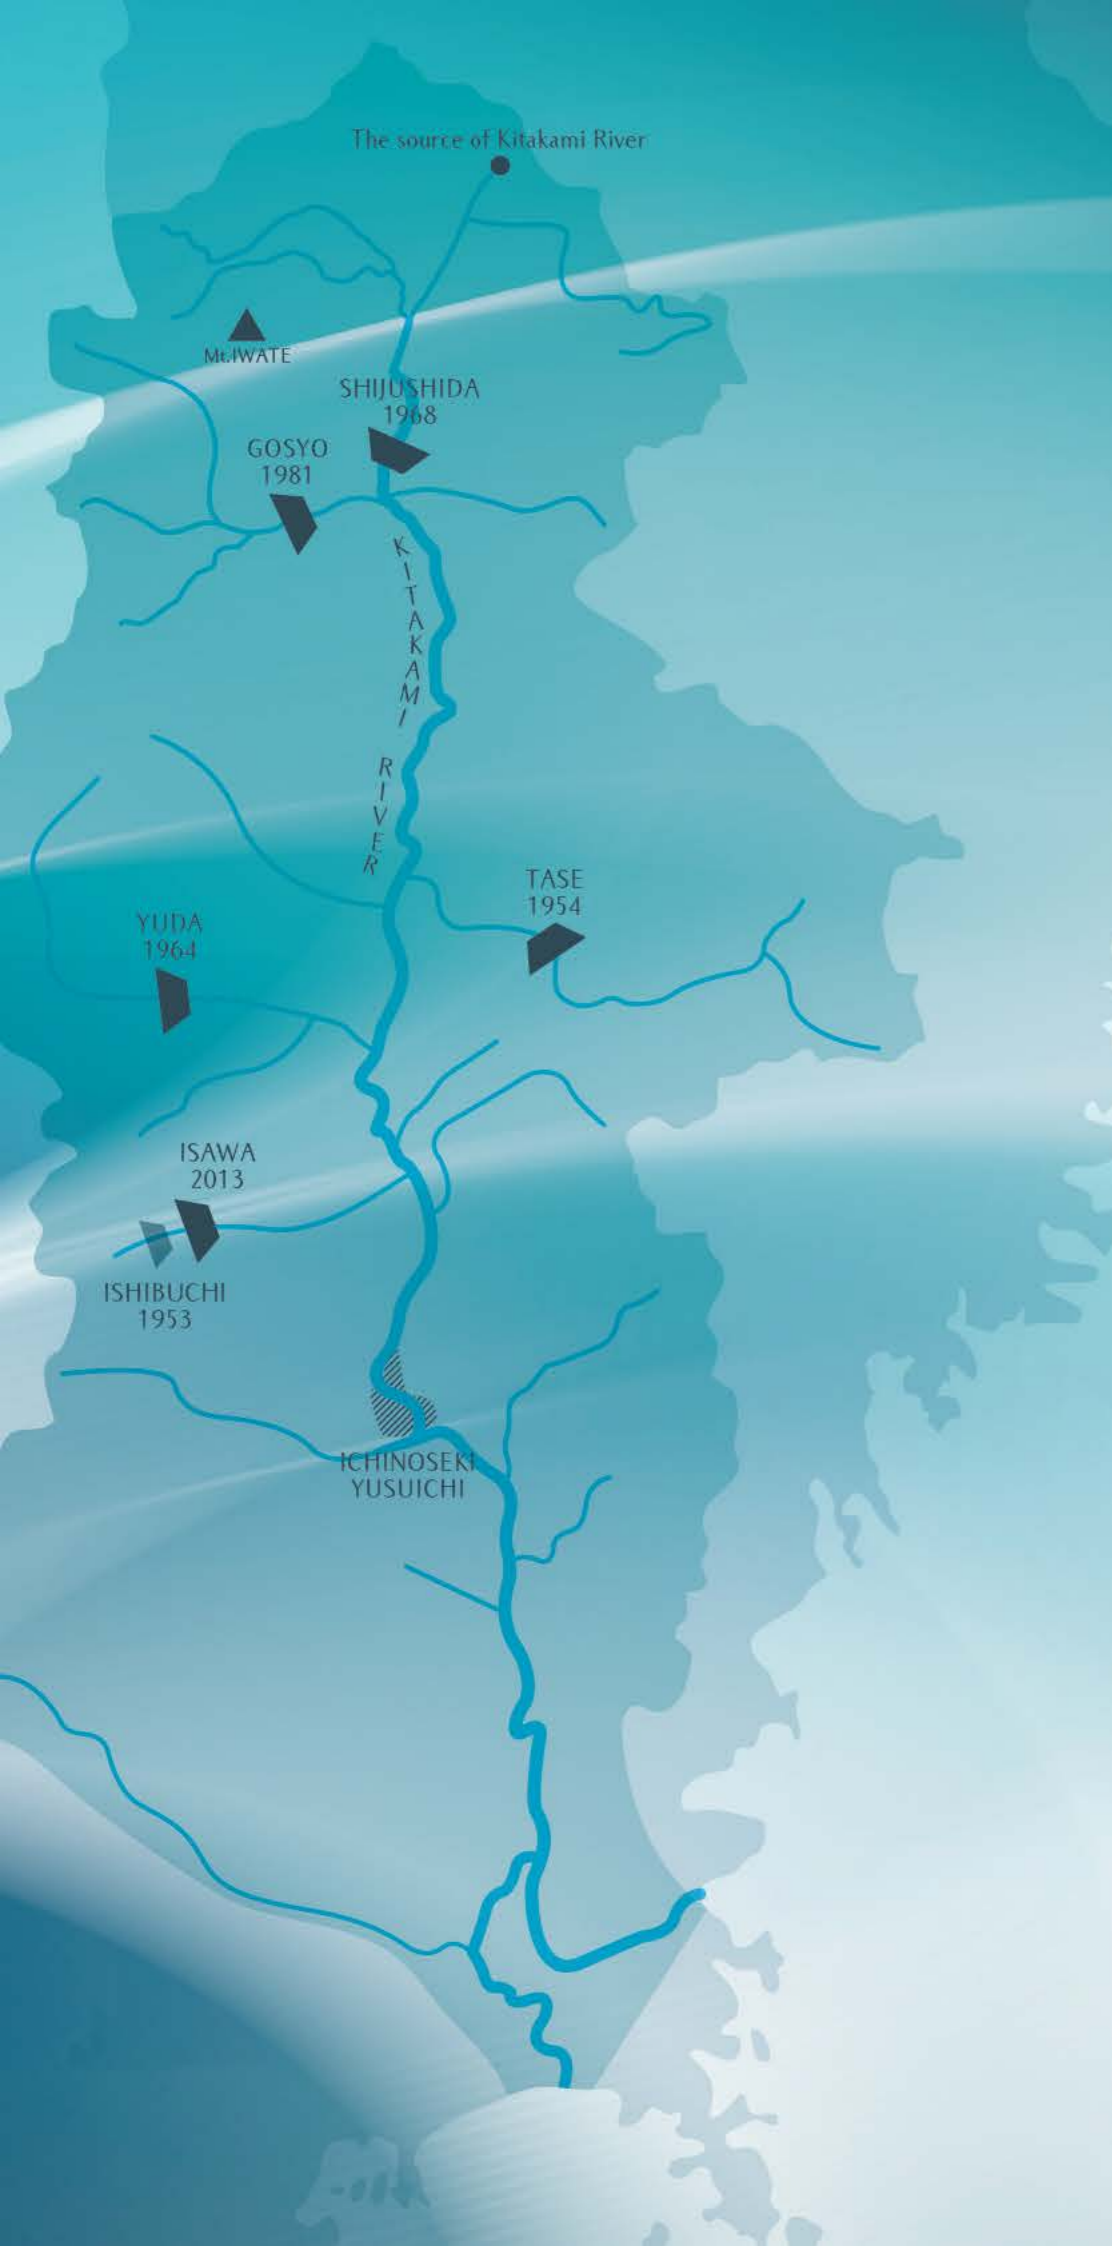 The source of Kitakami River
Mt.IWATE
SHIJUSHIDA
1968
GOSYO
1981
KITAKAMI RIVER
TASE
1954
YUDA
1964
ISAWA
2013
ISHIBUCHI
1953
ICHINOSEKI
YUSUICHI